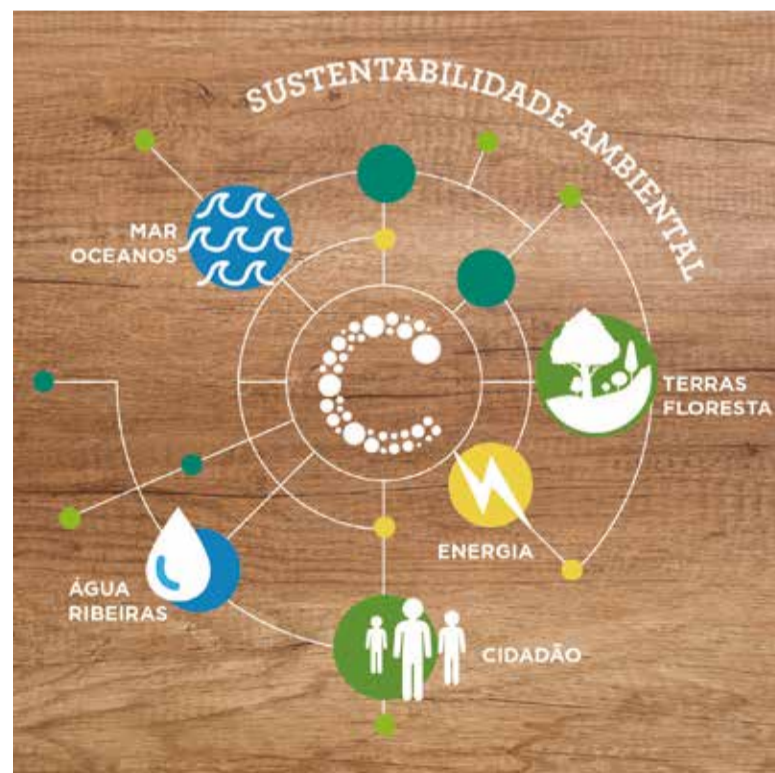 SUSTENTABILIDADE AMBIENTAL
MAR
OCEANOS
TERRAS
FLORESTA
ENERGIA
ÁGUA
RIBEIRAS
CIDADÃO
C